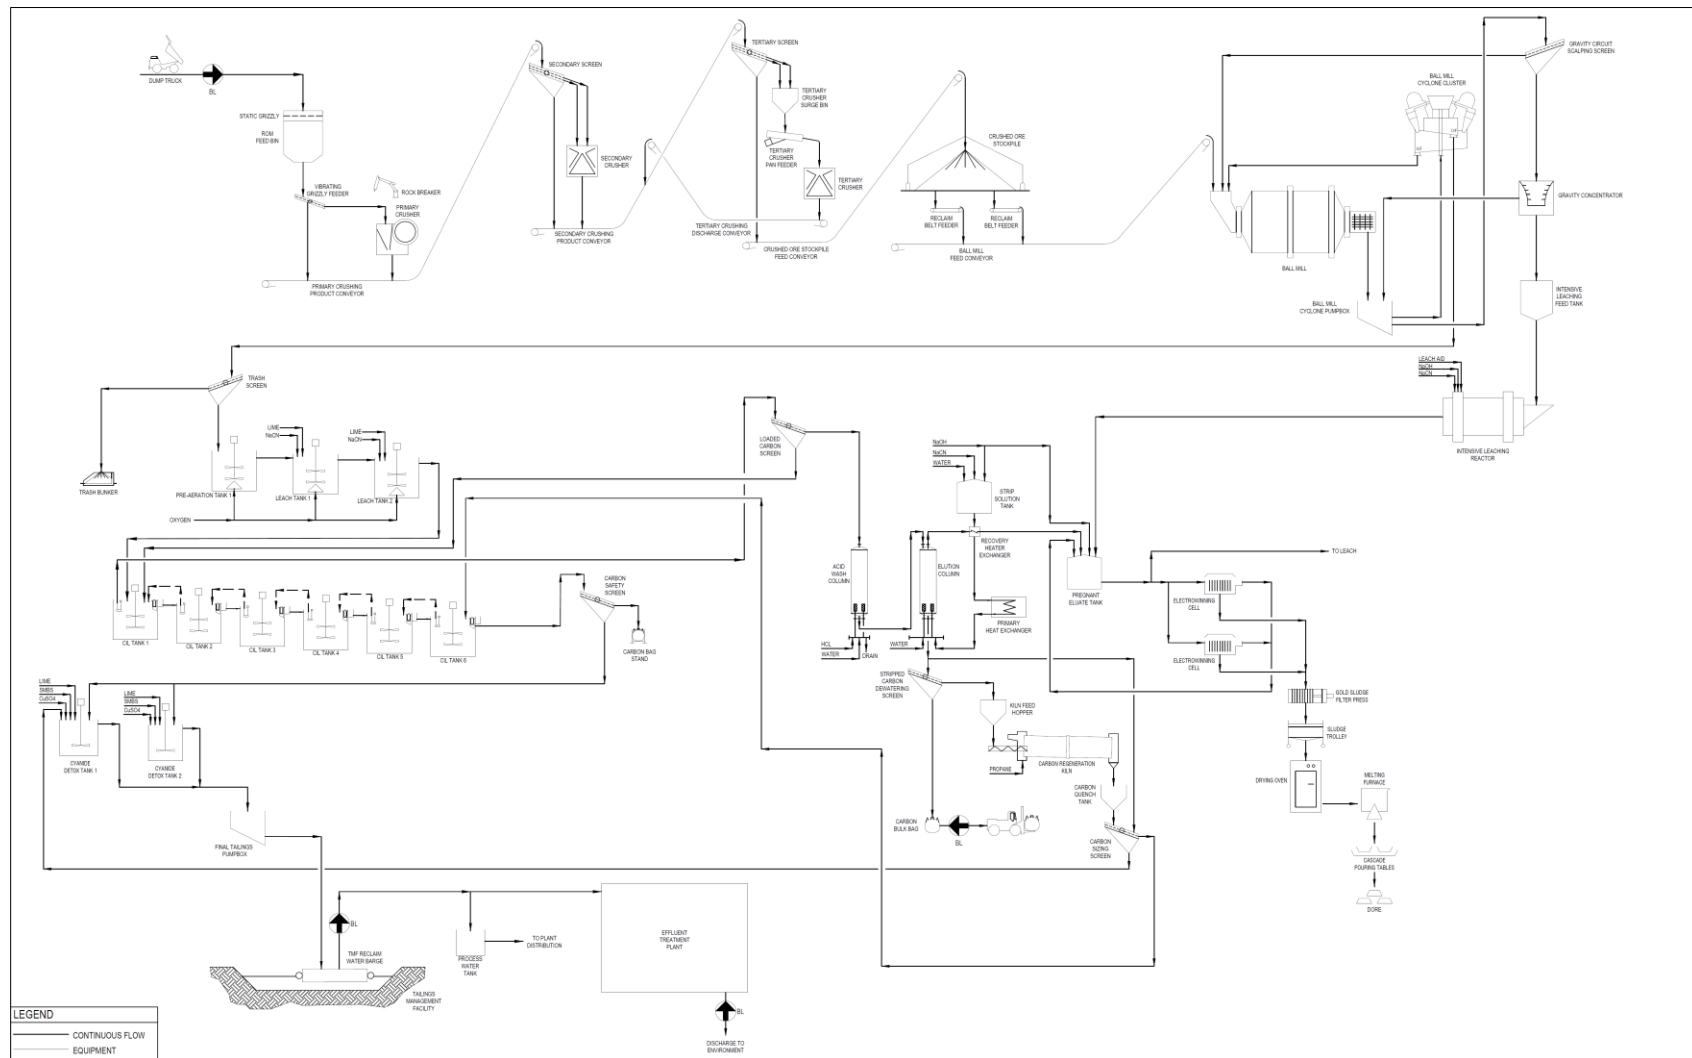 DUMP TRUCK
BL
STATIC GRIZZLY
ROM
FEED BIN
VIBRATING
GRIZZLY FEEDER
ROCK BREAKER
PRIMARY
CRUSHER
PRIMARY CRUSHING
PRODUCT CONVEYOR
SECONDARY SCREEN
SECONDARY
CRUSHER
SECONDARY CRUSHING
PRODUCT CONVEYOR
TERTIARY SCREEN
TERTIARY
CRUSHER
SURGE BIN
TERTIARY
CRUSHER
PAN FEEDER
TERTIARY
CRUSHER
TERTIARY CRUSHING
DISCHARGE CONVEYOR
CRUSHED ORE STOCKPILE
FEED CONVEYOR
CRUSHED ORE
STOCKPILE
RECLAIM
BELT FEEDER
RECLAIM
BELT FEEDER
BALL MILL
FEED CONVEYOR
GRAVITY CIRCUIT
SCALPING SCREEN
BALL MILL
CYCLONE CLUSTER
GRAVITY CONCENTRATOR
BALL MILL
BALL MILL
CYCLONE PUMPBOX
INTENSIVE
LEACHING
FEED TANK
LEACH AID
NaOH
NaCN
INTENSIVE LEACHING
REACTOR
TRASH
SCREEN
TRASH BUNKER
LIME
NaCN
LIME
NaCN
PRE-AERATION TANK 1
LEACH TANK 1
LEACH TANK 2
OXYGEN
LOADED
CARBON
SCREEN
NaOH
NaCN
WATER
STRIP
SOLUTION
TANK
RECOVERY
HEATER
EXCHANGER
ACID
WASH
COLUMN
ELUTION
COLUMN
PRIMARY
HEAT EXCHANGER
HCL
WATER
DRAIN
WATER
PREGNANT
ELUATE TANK
TO LEACH
ELECTROWINNING
CELL
ELECTROWINNING
CELL
GOLD SLUDGE
FILTER PRESS
SLUDGE
TROLLEY
DRYING OVEN
MELTING
FURNACE
CASCADE
POURING TABLES
DORE
CIL TANK 1
CIL TANK 2
CIL TANK 3
CIL TANK 4
CIL TANK 5
CIL TANK 6
CARBON
SAFETY
SCREEN
CARBON BAG
STAND
STRIPPED
CARBON
DEWATERING
SCREEN
KILN FEED
HOPPER
PROPANE
CARBON REGENERATION
KILN
CARBON
QUENCH
TANK
CARBON
SIZING
SCREEN
CARBON
BULK BAG
BL
LIME
SMBS
CuSO4
LIME
SMBS
CuSO4
CYANIDE
DETOX TANK 1
CYANIDE
DETOX TANK 2
FINAL TAILINGS
PUMPBOX
BL
TMF RECLAIM
WATER BARGE
TAILINGS
MANAGEMENT
FACILITY
PROCESS
WATER
TANK
TO PLANT
DISTRIBUTION
EFFLUENT
TREATMENT
PLANT
BL
DISCHARGE TO
ENVIRONMENT
LEGEND
CONTINUOUS FLOW
EQUIPMENT